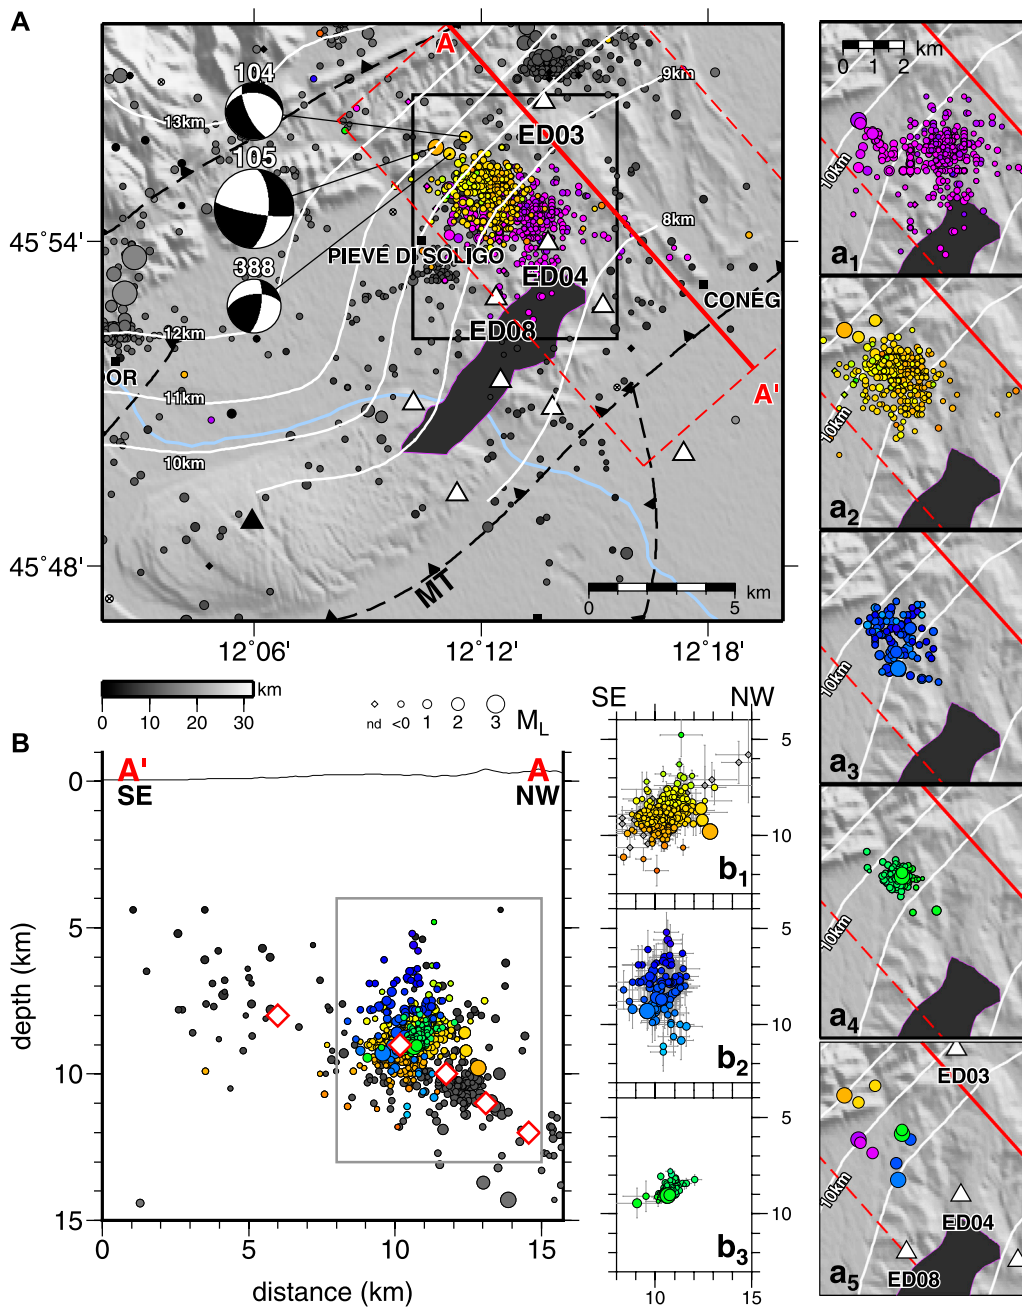 A
A
104
105
388
13km
9km
ED03
8km
45°54'
PIEVE DI SOLIGO
ED04
CONEG
ED08
12km
OR
A'
11km
10km
MT
45°48'
km
0 5
12°06' 12°12' 12°18'
km
0 10 20 30
nd <0 1 2 3 ML
B
A' A
SE NW
0
5
10
15
depth (km)
0 5 10 15
distance (km)
SE NW
5
10
b1
5
10
b2
5
10
b3
10 15
km
0 1 2
10km
a1
10km
a2
10km
a3
10km
a4
ED03
10km
ED04
ED08
a5